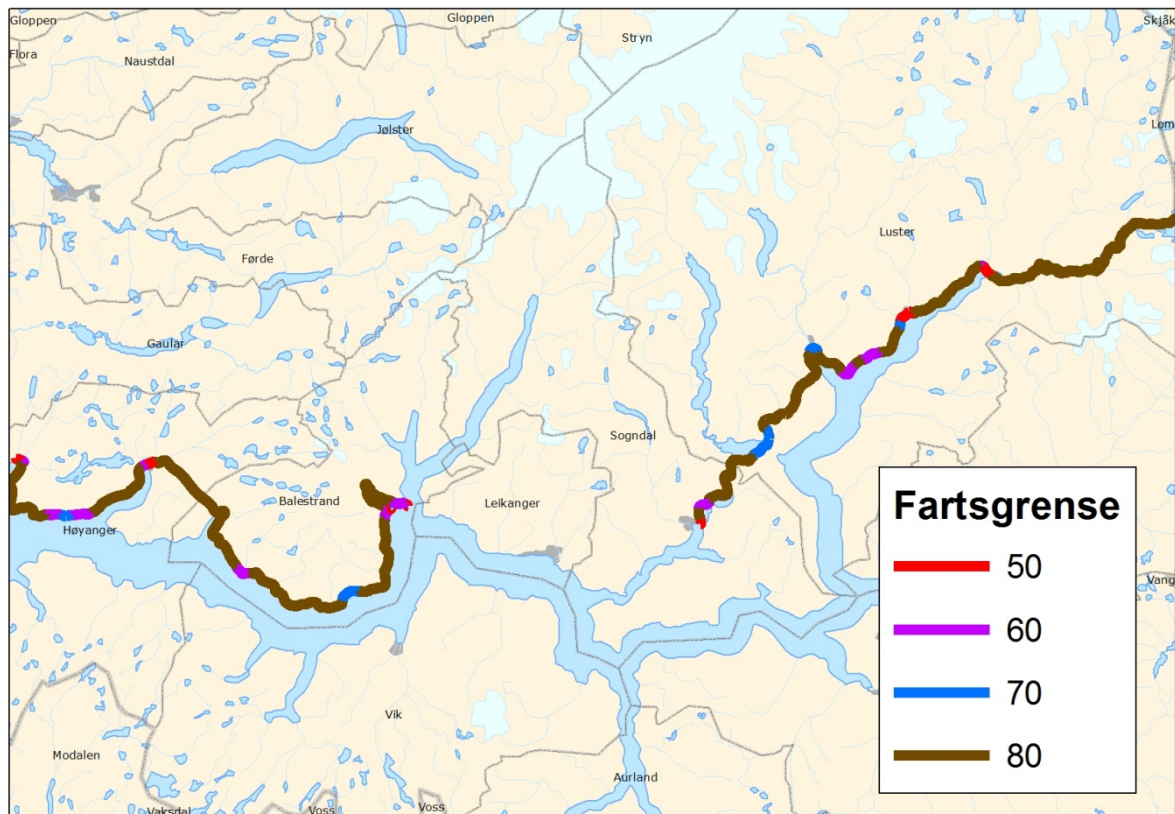 Gloppen
Gloppen
Skjåk
Stryn
Flora
Naustdal
Jølster
Lom
Luster
Førde
Gaular
Sogndal
Balestrand
Leikanger
Høyanger
Fartsgrense
50
60
70
80
Vang
Vik
Modalen
Aurland
Vaksdal
Voss
Voss